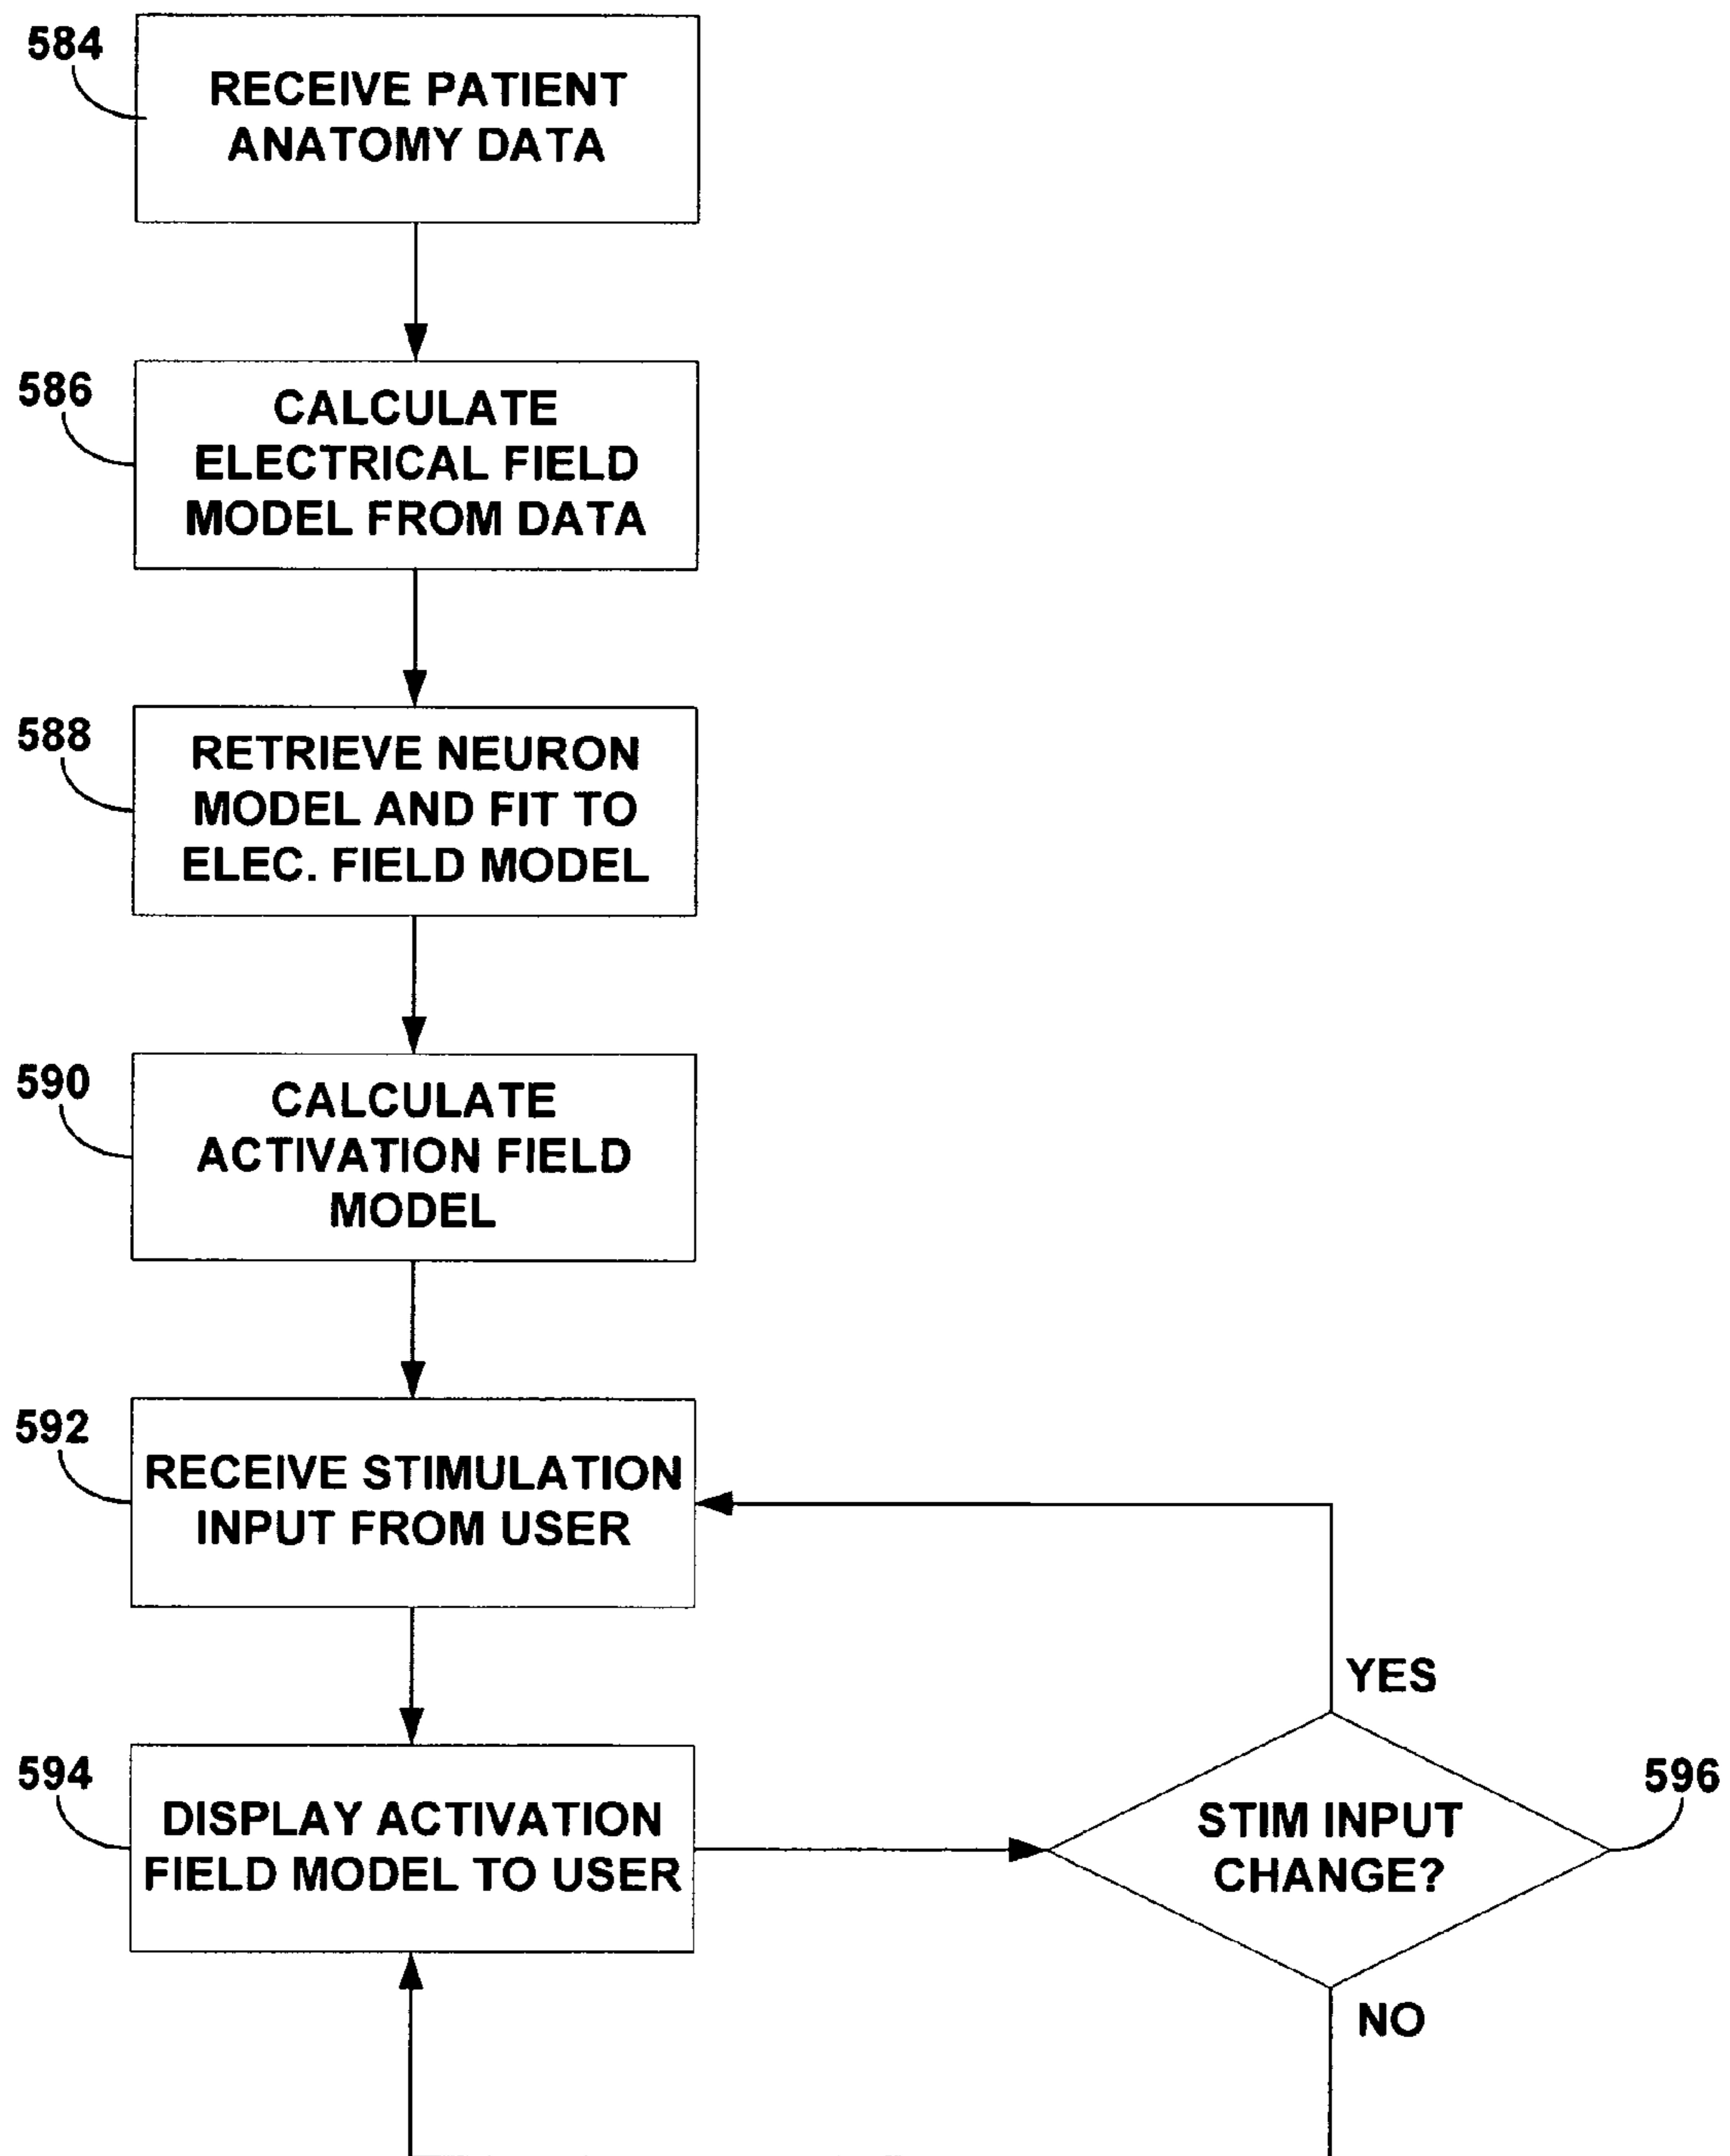 584
RECEIVE PATIENT
ANATOMY DATA
586
CALCULATE
ELECTRICAL FIELD
MODEL FROM DATA
588
RETRIEVE NEURON
MODEL AND FIT TO
ELEC. FIELD MODEL
590
CALCULATE
ACTIVATION FIELD
MODEL
592
RECEIVE STIMULATION
INPUT FROM USER
YES
594
DISPLAY ACTIVATION
FIELD MODEL TO USER
STIM INPUT
CHANGE?
596
NO